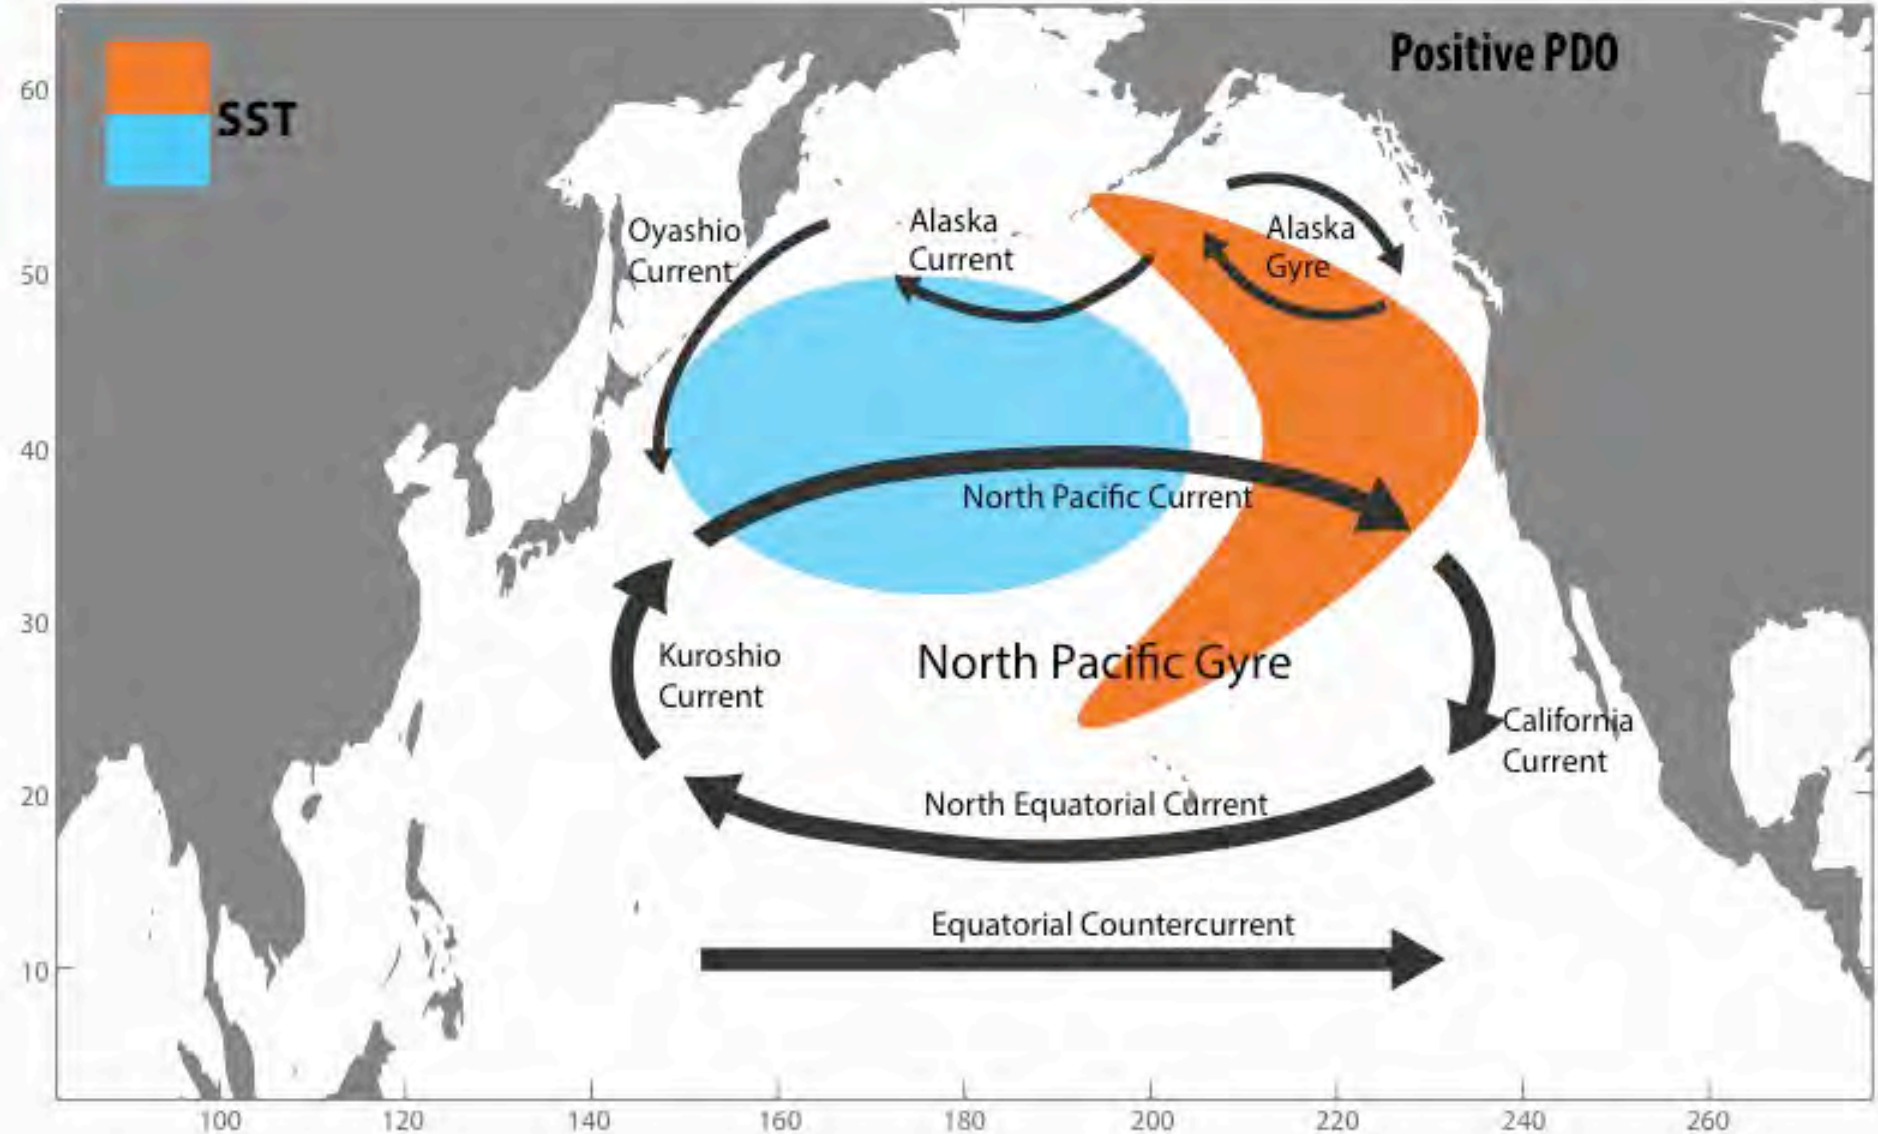 Positive PDO
SST
Oyashio
Current
Alaska
Current
Alaska
Gyre
North Pacific Current
Kuroshio
Current
North Pacific Gyre
California
Current
North Equatorial Current
Equatorial Countercurrent
60
50
40
30
20
10
100 120 140 160 180 200 220 240 260